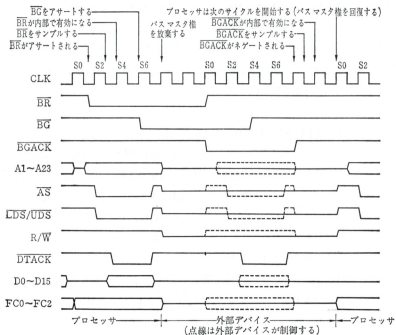 BGをアサートする
BRが内部で有効になる
BRをサンプルする
BRがアサートされる
バスマスタ権を放棄する
プロセッサは次のサイクルを開始する(バスマスタ権を回復する)
BGACKが内部で有効になる
BGACKをサンプルする
BGACKがネゲートされる
S0 S2 S4 S6 S0 S2 S4 S6 S0 S2
CLK
BR
BG
BGACK
A1~A23
AS
LDS/UDS
R/W
DTACK
D0~D15
FC0~FC2
プロセッサ 外部デバイス プロセッサ
(点線は外部デバイスが制御する)